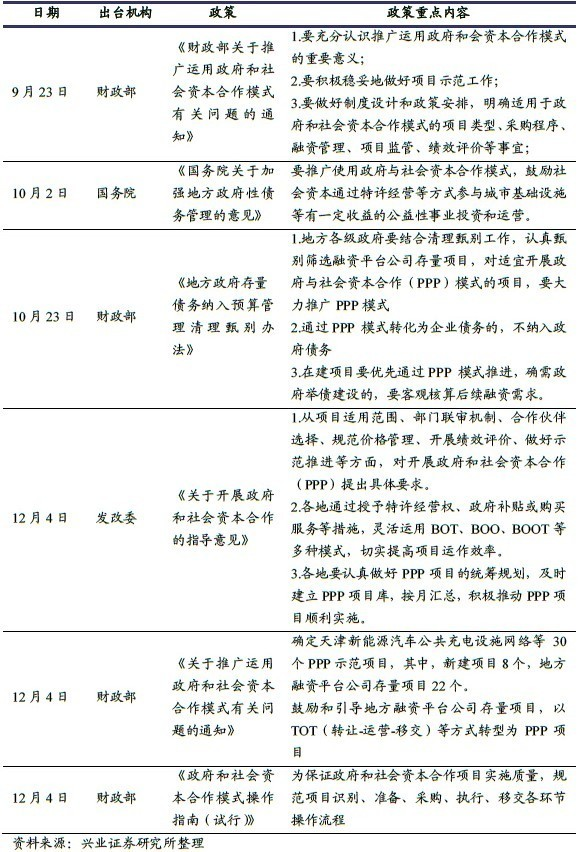 日期 出台机构 政策 政策重点内容
9月23日 财政部
《财政部关于推
广运用政府和社
会资本合作模式
有关问题的通
知》
1.要充分认识推广运用政府和会资本合作模式
的重要意义；
2.要积极稳妥地做好项目示范工作；
3.要做好制度设计和政策安排，明确适用于政
府和社会资本合作模式的项目类型、采购程序、
融资管理、项目监管、绩效评价等事宜；
10月2日 国务院
《国务院关于加
强地方政府性债
务管理的意见》
要推广使用政府与社会资本合作模式，鼓励社
会资本通过特许经营等方式参与城市基础设施
等有一定收益的公益性事业投资和运营。
10月23日 财政部
《地方政府存量
债务纳入预算管
理清理甄别办
法》
1.地方各级政府要结合清理甄别工作，认真甄
别筛选融资平台公司存量项目，对适宜开展政
府与社会资本合作（PPP）模式的项目，要大
力推广 PPP 模式
2.通过 PPP 模式转化为企业债务的，不纳入政
府债务
3.在建项目要优先通过 PPP 模式推进，确需政
府举债建设的，要客观核算后续融资需求。
12月4日 发改委
《关于开展政府
和社会资本合作
的指导意见》
1.从项目适用范围、部门联审机制、合作伙伴
选择、规范价格管理、开展绩效评价、做好示
范推进等方面，对开展政府和社会资本合作
（PPP）提出具体要求。
2.各地通过授予特许经营权、政府补贴或购买
服务等措施，灵活运用 BOT、BOO、BOOT 等
多种模式，切实提高项目运作效率。
3.各地要认真做好 PPP 项目的统筹规划，及时
建立 PPP 项目库，按月汇总，积极推动 PPP 项
目顺利实施。
12月4日 财政部
《关于推广运用
政府和社会资本
合作模式有关问
题的通知》
确定天津新能源汽车公共充电设施网络等 30
个 PPP 示范项目，其中，新建项目 8 个，地方
融资平台公司存量项目 22 个。
鼓励和引导地方融资平台公司存量项目，以
TOT（转让-运营-移交）等方式转型为 PPP 项
目
12月4日 财政部
《政府和社会资
本合作模式操作
指南（试行）》
为保证政府和社会资本合作项目实施质量，规
范项目识别、准备、采购、执行、移交各环节
操作流程
资料来源：兴业证券研究所整理